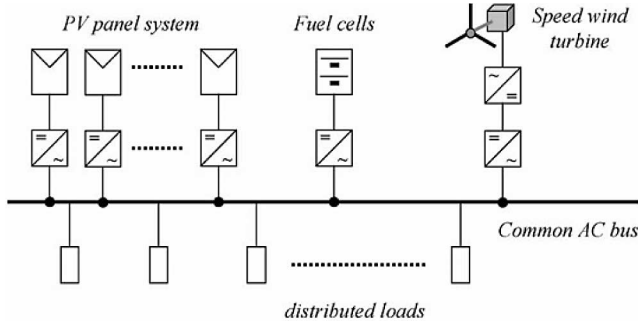 PV panel system
Fuel cells
Speed wind
turbine
Common AC bus
distributed loads